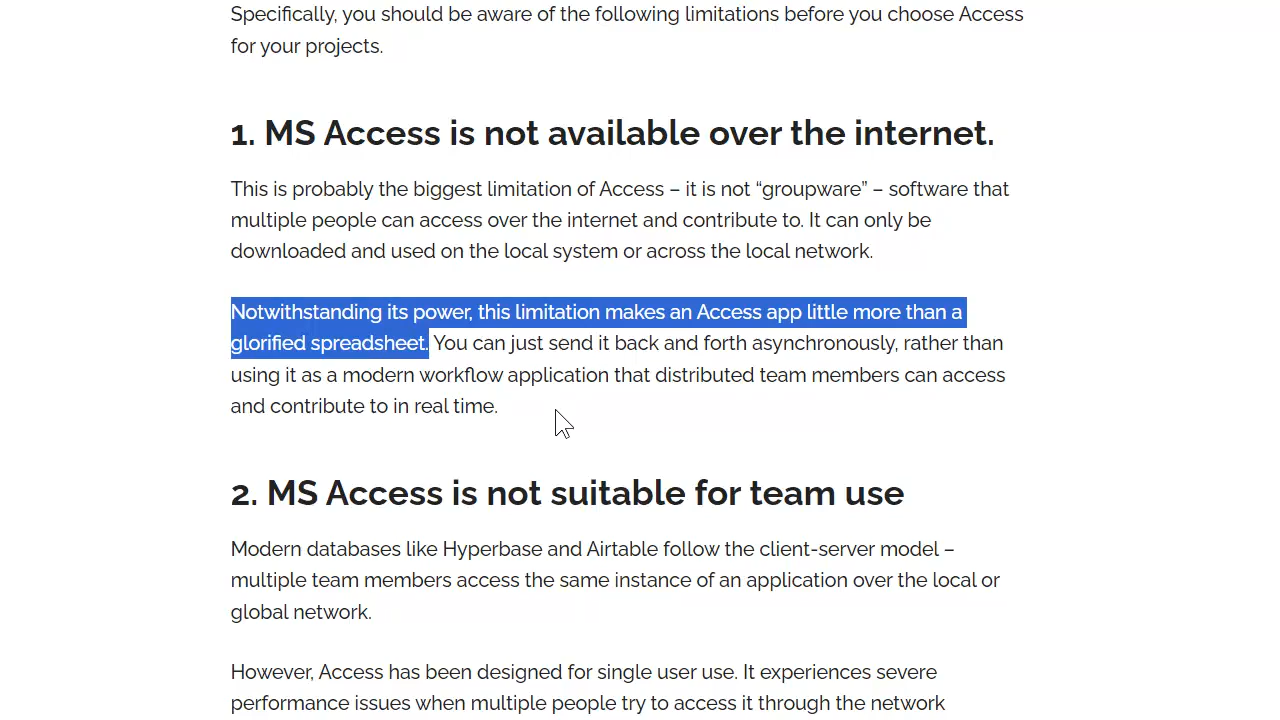 Specifically, you should be aware of the following limitations before you choose Access
for your projects.
1. MS Access is not available over the internet.
This is probably the biggest limitation of Access – it is not “groupware” – software that
multiple people can access over the internet and contribute to. It can only be
downloaded and used on the local system or across the local network.
Notwithstanding its power, this limitation makes an Access app little more than a
glorified spreadsheet. You can just send it back and forth asynchronously, rather than
using it as a modern workflow application that distributed team members can access
and contribute to in real time.
2. MS Access is not suitable for team use
Modern databases like Hyperbase and Airtable follow the client-server model –
multiple team members access the same instance of an application over the local or
global network.
However, Access has been designed for single user use. It experiences severe
performance issues when multiple people try to access it through the network